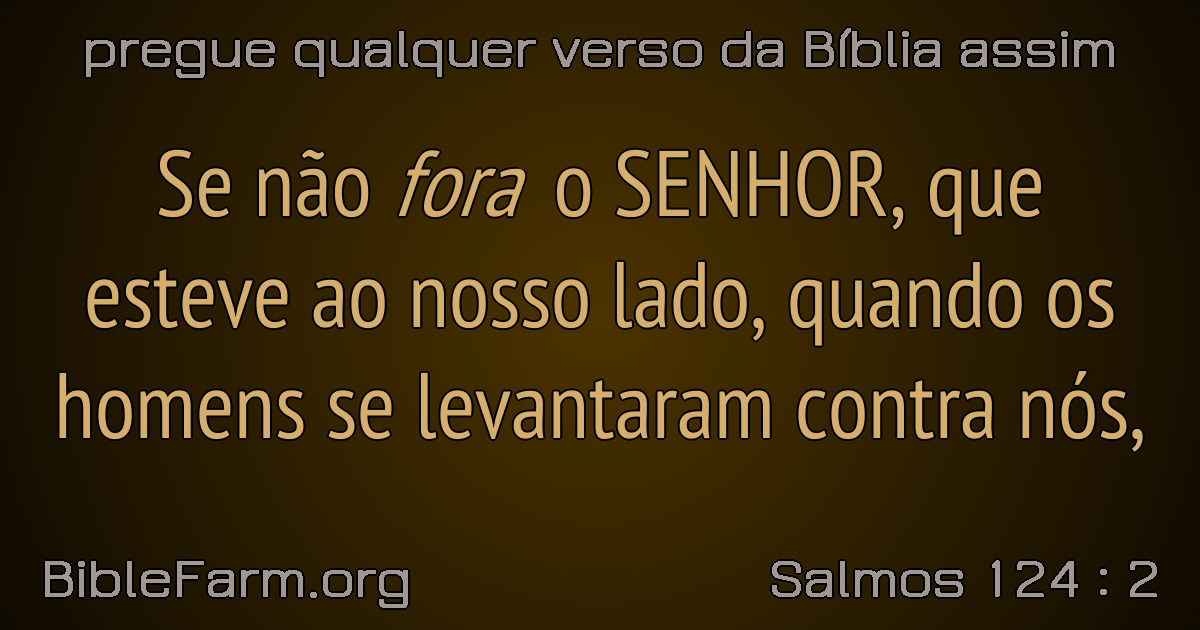 pregue qualquer verso da Bíblia assim
Se não fora o SENHOR, que
esteve ao nosso lado, quando os
homens se levantaram contra nós,
BibleFarm.org
Salmos 124 : 2